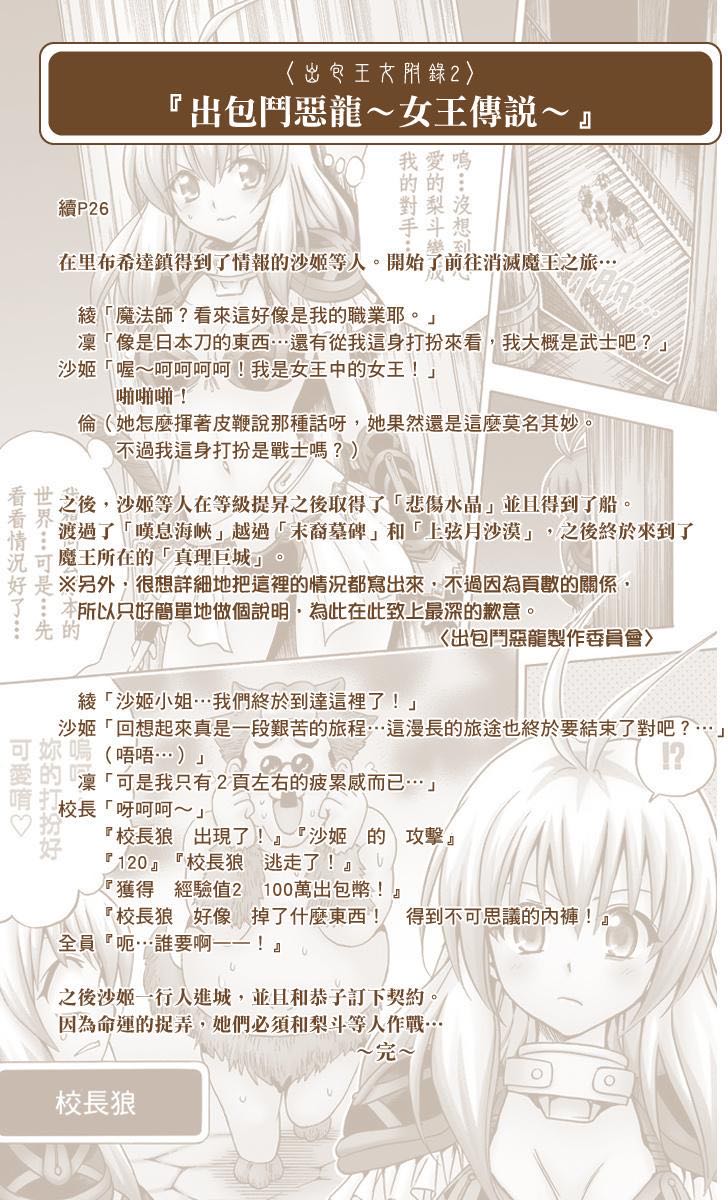 〈出包王女附錄2〉
『出包鬥惡龍～女王傳說～』
續P26
在里布希達鎮得到了情報的沙姬等人。開始了前往消滅魔王之旅…
綾「魔法師？看來這好像是我的職業耶。」
凜「像是日本刀的東西…還有從我這身打扮來看，我大概是武士吧？」
沙姬「喔～呵呵呵呵！我是女王中的女王！」
啪啪啪！
倫（她怎麼揮著皮鞭說那種話呀，她果然還是這麼莫名其妙。
不過我這身打扮是戰士嗎？）
之後，沙姬等人在等級提昇之後取得了「悲傷水晶」並且得到了船。
渡過了「嘆息海峽」越過「末裔墓碑」和「上弦月沙漠」，之後終於來到了
魔王所在的「真理巨城」。
※另外，很想詳細地把這裡的情況都寫出來，不過因為頁數的關係，
所以只好簡單地做個說明，為此在此致上最深的歉意。
〈出包鬥惡龍製作委員會〉
綾「沙姬小姐…我們終於到達這裡了！」
沙姬「回想起來真是一段艱苦的旅程…這漫長的旅途也終於要結束了對吧？…」
（唔唔…）」
凜「可是我只有２頁左右的疲累感而已…」
校長「呀呵呵～」
『校長狼　出現了！』『沙姬　的　攻擊』
『120』『校長狼　逃走了！』
『獲得　經驗值2　100萬出包幣！』
『校長狼　好像　掉了什麼東西！　得到不可思議的內褲！』
全員『呃…誰要啊——！』
之後沙姬一行人進城，並且和恭子訂下契約。
因為命運的捉弄，她們必須和梨斗等人作戰…
～完～
嗚…沒想到
愛的梨斗變成
我的對手…
世界…可是…先
看看情況好了…
妳的打扮好
可愛唷♡
!?
校長狼